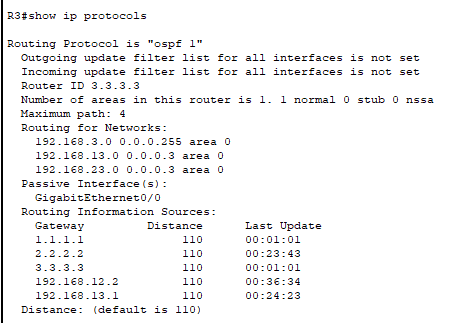 R3#show ip protocols
Routing Protocol is "ospf 1"
Outgoing update filter list for all interfaces is not set
Incoming update filter list for all interfaces is not set
Router ID 3.3.3.3
Number of areas in this router is 1. 1 normal 0 stub 0 nssa
Maximum path: 4
Routing for Networks:
192.168.3.0 0.0.0.255 area 0
192.168.13.0 0.0.0.3 area 0
192.168.23.0 0.0.0.3 area 0
Passive Interface(s):
GigabitEthernet0/0
Routing Information Sources:
Gateway Distance Last Update
1.1.1.1 110 00:01:01
2.2.2.2 110 00:23:43
3.3.3.3 110 00:01:01
192.168.12.2 110 00:36:34
192.168.13.1 110 00:24:23
Distance: (default is 110)